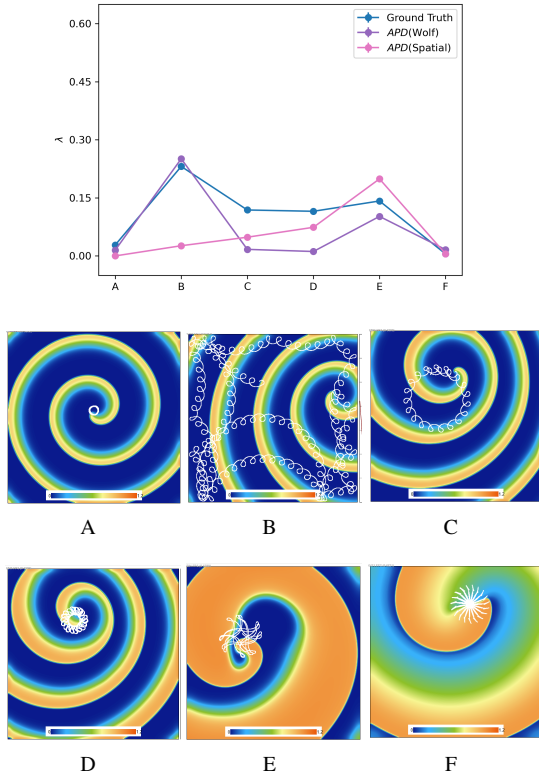 0.60
0.45
0.30
0.15
0.00
λ
Ground Truth
APD(Wolf)
APD(Spatial)
A B C D E F
A B C
D E F